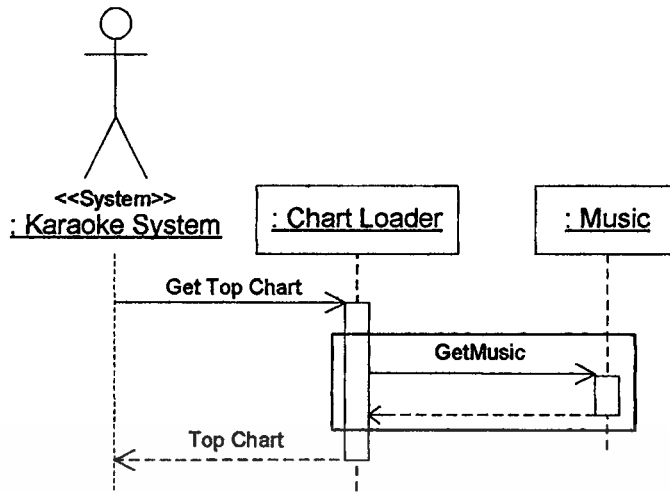 <<System>>
: Karaoke System
: Chart Loader
: Music
Get Top Chart
GetMusic
Top Chart